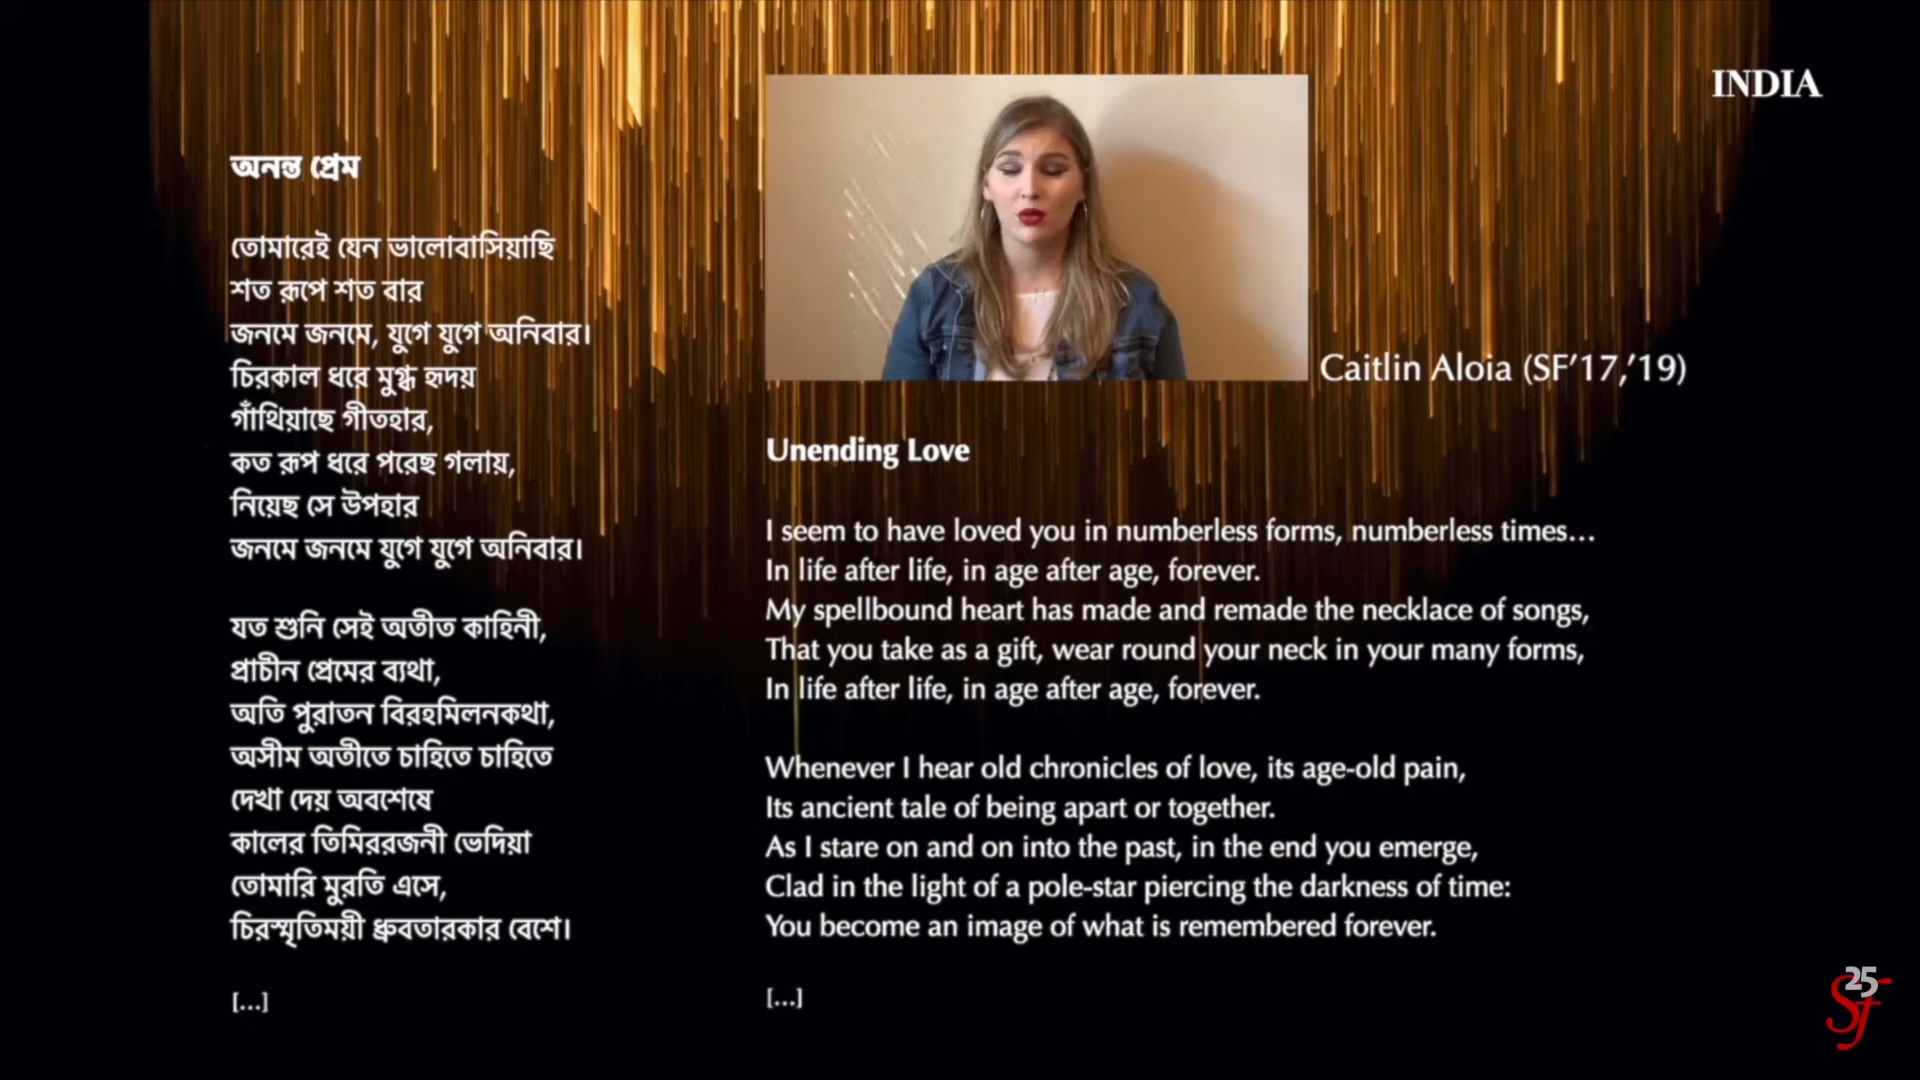 INDIA
অনন্ত প্রেম
তোমারেই যেন ভালোবাসিয়াছি
শত রূপে শত বার
জনমে জনমে, যুগে যুগে অনিবার।
চিরকাল ধরে মুগ্ধ হৃদয়
গাঁথিয়াছে গীতহার,
কত রূপ ধরে পরেছ গলায়,
নিয়েছ সে উপহার
জনমে জনমে যুগে যুগে অনিবার।
যত শুনি সেই অতীত কাহিনী,
প্রাচীন প্রেমের ব্যথা,
অতি পুরাতন বিরহমিলনকথা,
অসীম অতীতে চাহিতে চাহিতে
দেখা দেয় অবশেষে
কালের তিমিররজনী ভেদিয়া
তোমারি মুরতি এসে,
চিরস্মৃতিময়ী ধ্রুবতারকার বেশে।
[...]
Caitlin Aloia (SF'17,'19)
Unending Love
I seem to have loved you in numberless forms, numberless times...
In life after life, in age after age, forever.
My spellbound heart has made and remade the necklace of songs,
That you take as a gift, wear round your neck in your many forms,
In life after life, in age after age, forever.
Whenever I hear old chronicles of love, its age-old pain,
Its ancient tale of being apart or together.
As I stare on and on into the past, in the end you emerge,
Clad in the light of a pole-star piercing the darkness of time:
You become an image of what is remembered forever.
[...]
25
Sf